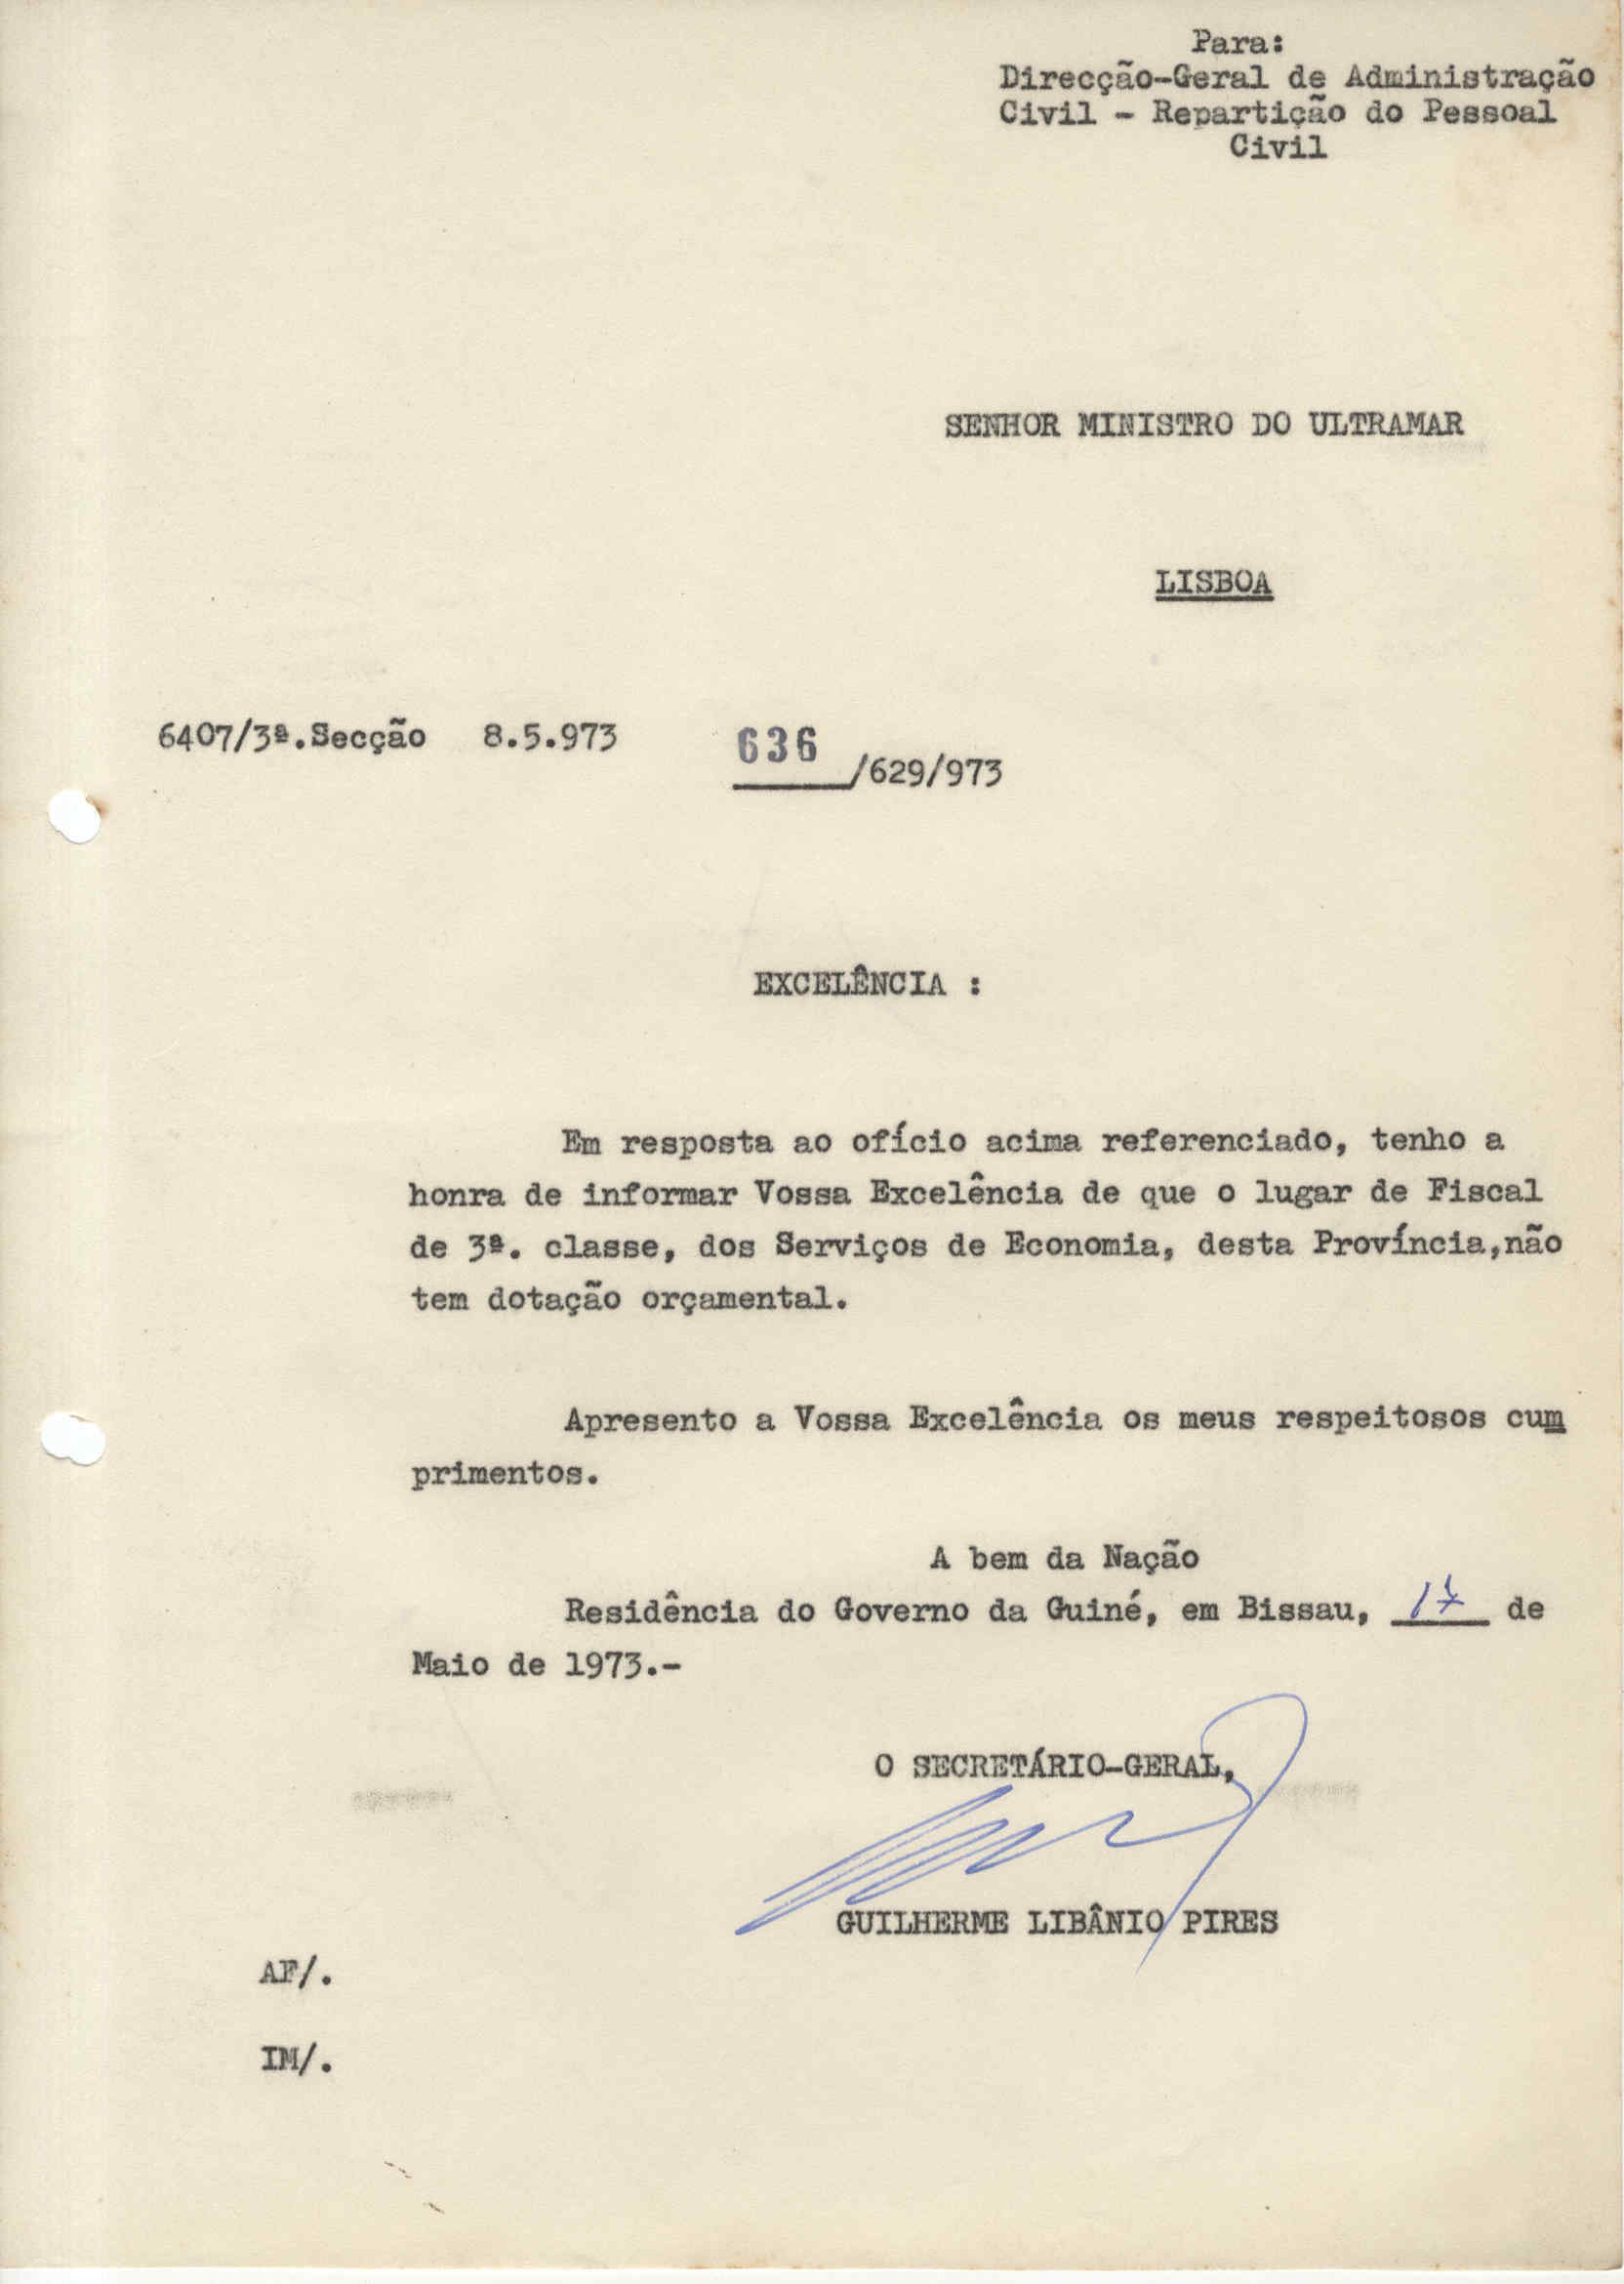 Para:
Direcção-Geral de Administração
Civil - Repartição do Pessoal
Civil
SENHOR MINISTRO DO ULTRAMAR
LISBOA
6407/3ª.Secção 8.5.973 636/629/973
EXCELÊNCIA :
Em resposta ao ofício acima referenciado, tenho a
honra de informar Vossa Excelência de que o lugar de Fiscal
de 3ª. classe, dos Serviços de Economia, desta Província,não
tem dotação orçamental.
Apresento a Vossa Excelência os meus respeitosos cum
primentos.
A bem da Nação
Residência do Governo da Guiné, em Bissau, 17 de
Maio de 1973.-
O SECRETÁRIO-GERAL,
GUILHERME LIBÂNIO PIRES
AF/.
IM/.